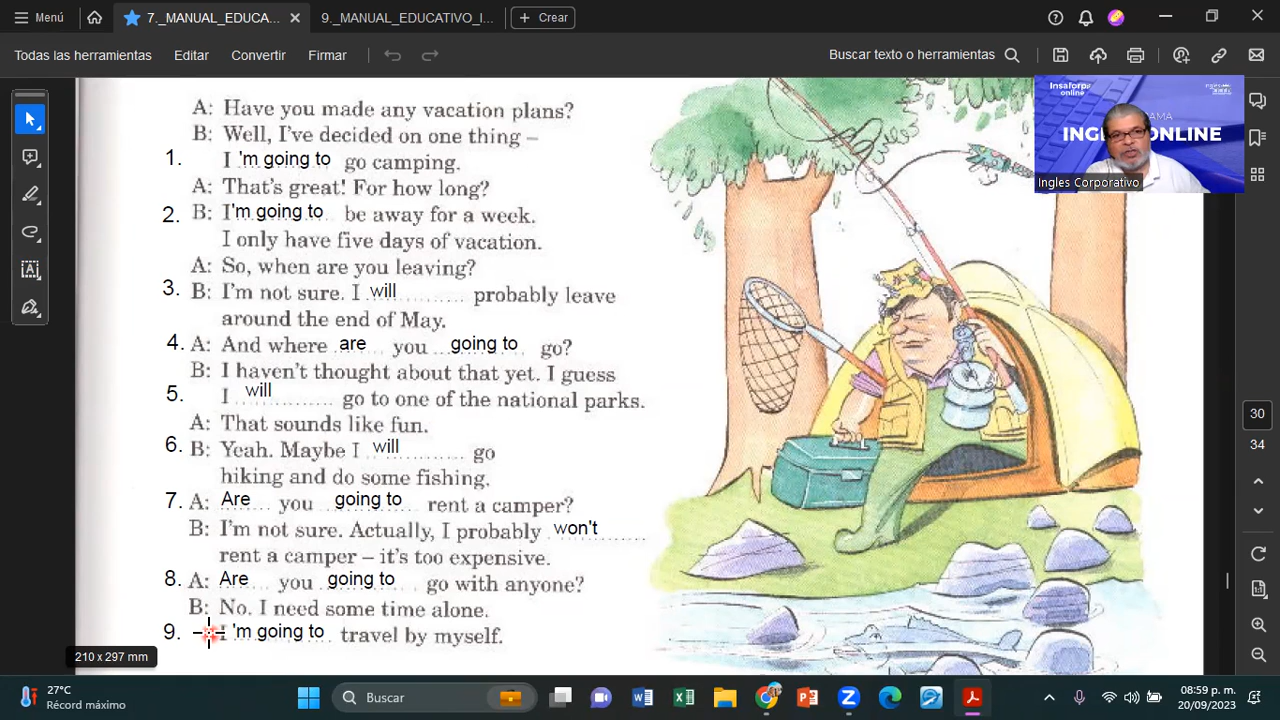 Menú
7._MANUAL_EDUCA...
9._MANUAL_EDUCATIVO_I...
Crear
Todas las herramientas
Editar
Convertir
Firmar
Buscar texto o herramientas
A: Have you made any vacation plans?
B: Well, I've decided on one thing –
1. I 'm going to go camping.
A: That's great! For how long?
2. B: I'm going to be away for a week.
I only have five days of vacation.
A: So, when are you leaving?
3. B: I'm not sure. I will probably leave
around the end of May.
4. A: And where are you going to go?
B: I haven't thought about that yet. I guess
5. I will go to one of the national parks.
A: That sounds like fun.
6. B: Yeah. Maybe I will go
hiking and do some fishing.
7. A: Are you going to rent a camper?
B: I'm not sure. Actually, I probably won't
rent a camper – it's too expensive.
8. A: Are you going to go with anyone?
B: No. I need some time alone.
9. I 'm going to travel by myself.
210 x 297 mm
Insaforp
online
INGLES ONLINE
Ingles Corporativo
30
34
27°C
Récord máximo
Buscar
08:59 p. m.
20/09/2023